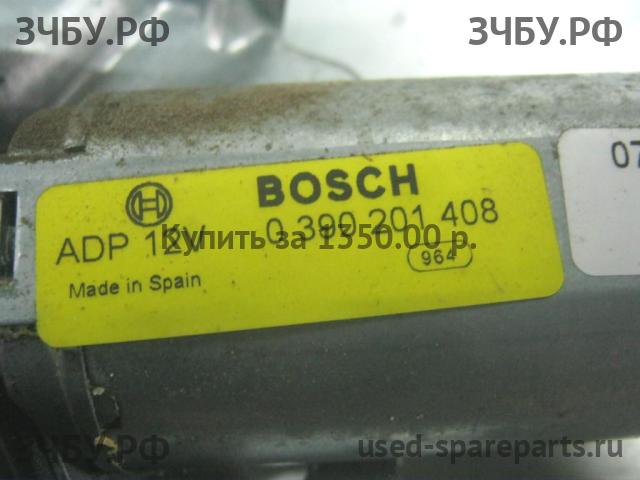 ЗЧБУ.РФ ЗЧБУ.РФ
07
BOSCH
ADP 12V 0 390 201 408
Купить за 1350.00 р.
964
Made in Spain
ЗЧБУ.РФ
used-spareparts.ru